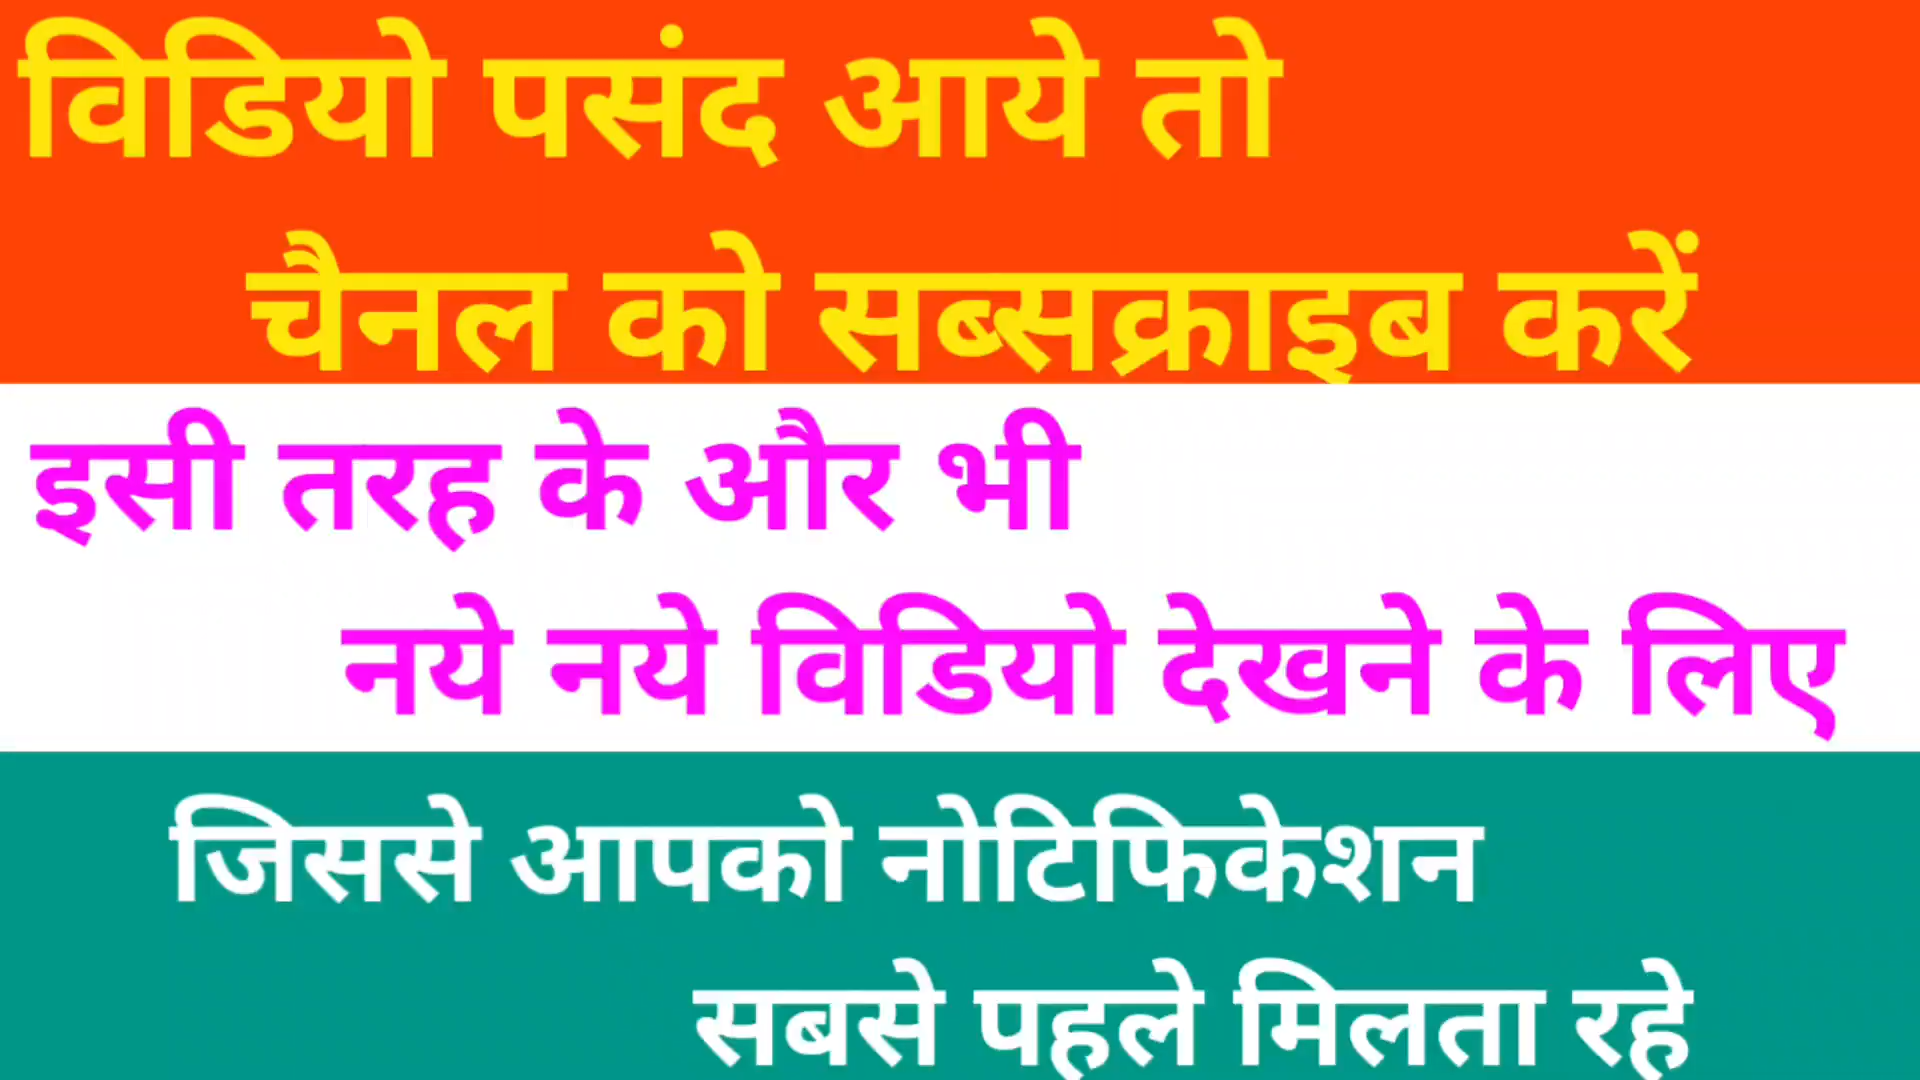 विडियो पसंद आये तो
चैनल को सब्सक्राइब करें
इसी तरह के और भी
नये नये विडियो देखने के लिए
जिससे आपको नोटिफिकेशन
सबसे पहले मिलता रहे